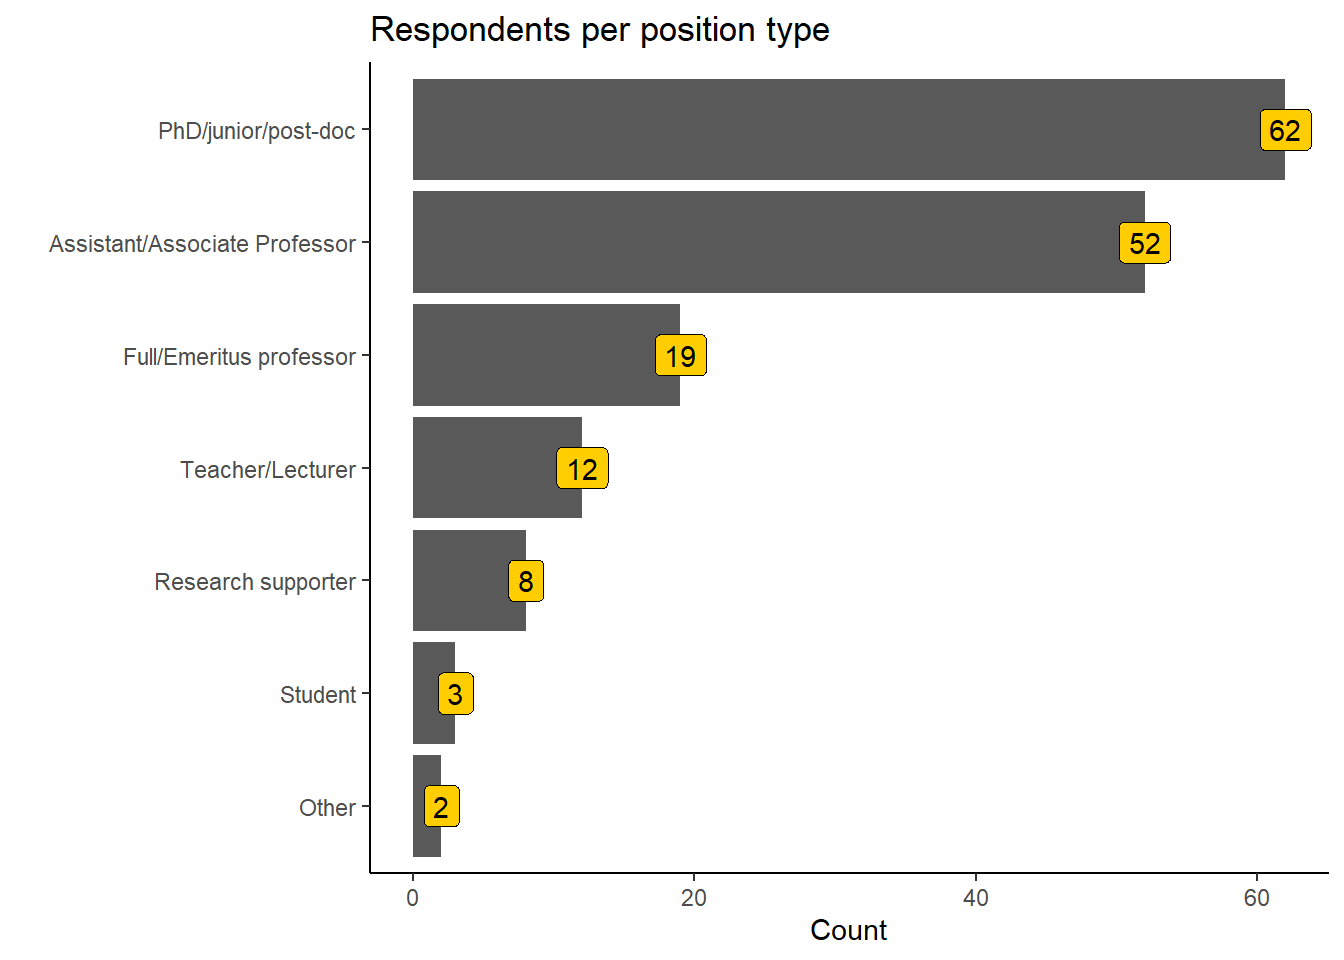 Respondents per position type
PhD/junior/post-doc 62
Assistant/Associate Professor 52
Full/Emeritus professor 19
Teacher/Lecturer 12
Research supporter 8
Student 3
Other 2
0 20 40 60
Count